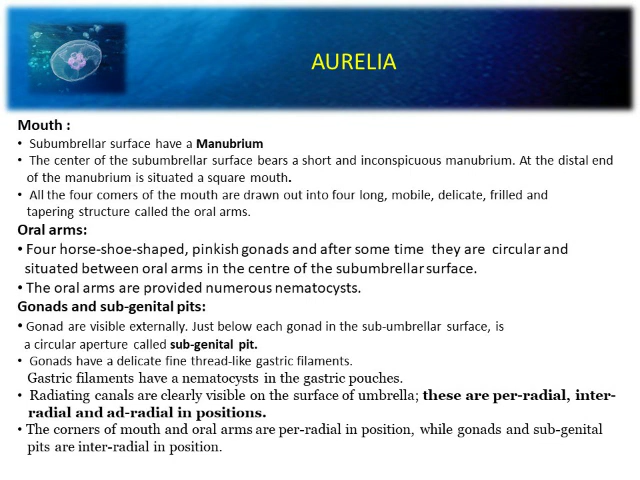 AURELIA
Mouth :
• Subumbrellar surface have a Manubrium
• The center of the subumbrellar surface bears a short and inconspicuous manubrium. At the distal end
of the manubrium is situated a square mouth.
• All the four corners of the mouth are drawn out into four long, mobile, delicate, frilled and
tapering structure called the oral arms.
Oral arms:
• Four horse-shoe-shaped, pinkish gonads and after some time they are circular and
situated between oral arms in the centre of the subumbrellar surface.
• The oral arms are provided numerous nematocysts.
Gonads and sub-genital pits:
• Gonad are visible externally. Just below each gonad in the sub-umbrellar surface, is
a circular aperture called sub-genital pit.
• Gonads have a delicate fine thread-like gastric filaments.
Gastric filaments have a nematocysts in the gastric pouches.
• Radiating canals are clearly visible on the surface of umbrella; these are per-radial, inter-
radial and ad-radial in positions.
• The corners of mouth and oral arms are per-radial in position, while gonads and sub-genital
pits are inter-radial in position.